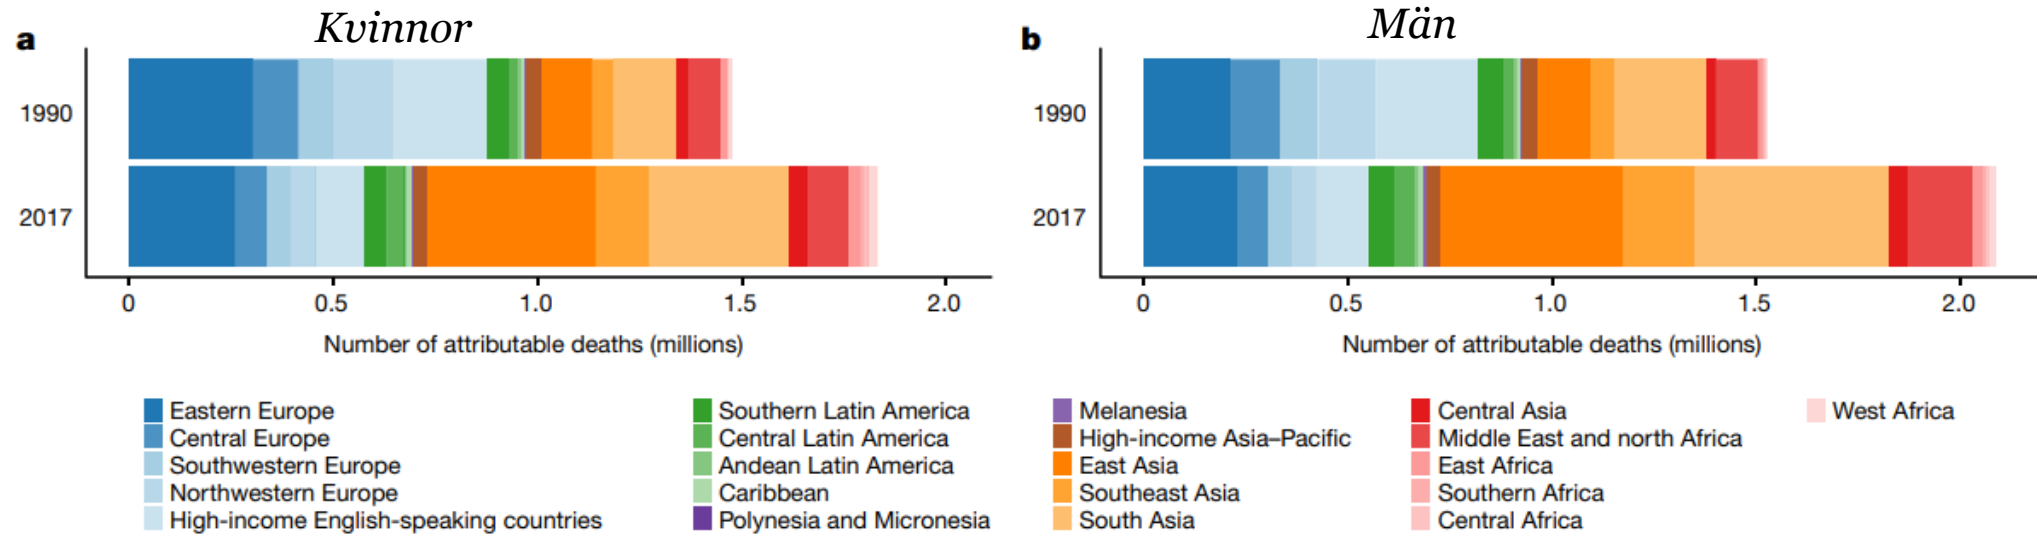 a
Kvinnor
1990
2017
0 0.5 1.0 1.5 2.0
Number of attributable deaths (millions)
b
Män
1990
2017
0 0.5 1.0 1.5 2.0
Number of attributable deaths (millions)
Eastern Europe
Central Europe
Southwestern Europe
Northwestern Europe
High-income English-speaking countries
Southern Latin America
Central Latin America
Andean Latin America
Caribbean
Polynesia and Micronesia
Melanesia
High-income Asia–Pacific
East Asia
Southeast Asia
South Asia
Central Asia
Middle East and north Africa
East Africa
Southern Africa
Central Africa
West Africa